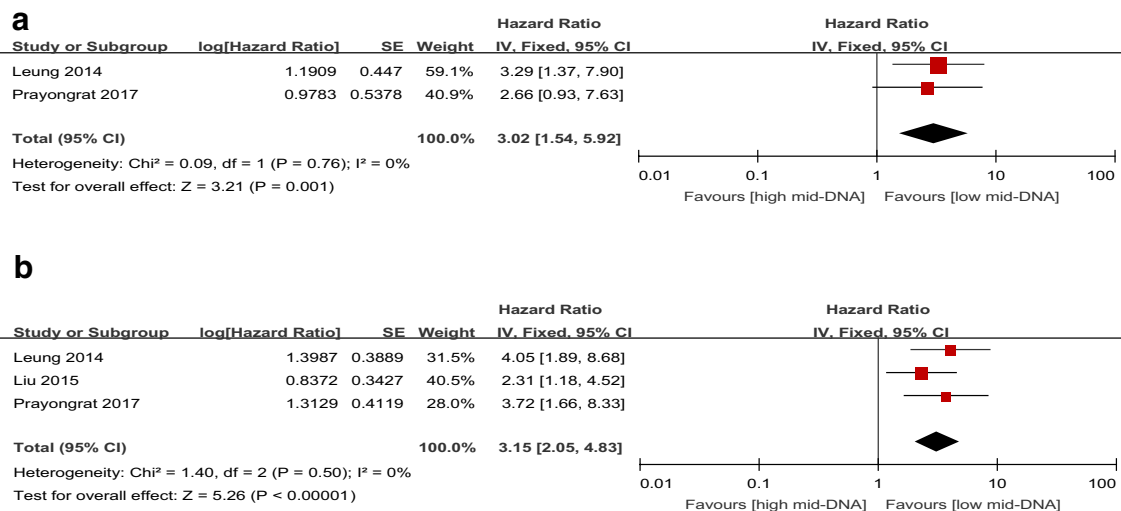 a
Hazard Ratio Hazard Ratio
Study or Subgroup log[Hazard Ratio] SE Weight IV, Fixed, 95% CI IV, Fixed, 95% CI
Leung 2014 1.1909 0.447 59.1% 3.29 [1.37, 7.90]
Prayongrat 2017 0.9783 0.5378 40.9% 2.66 [0.93, 7.63]
Total (95% CI) 100.0% 3.02 [1.54, 5.92]
Heterogeneity: Chi² = 0.09, df = 1 (P = 0.76); I² = 0%
Test for overall effect: Z = 3.21 (P = 0.001)
0.01 0.1 1 10 100
Favours [high mid-DNA] Favours [low mid-DNA]
b
Hazard Ratio Hazard Ratio
Study or Subgroup log[Hazard Ratio] SE Weight IV, Fixed, 95% CI IV, Fixed, 95% CI
Leung 2014 1.3987 0.3889 31.5% 4.05 [1.89, 8.68]
Liu 2015 0.8372 0.3427 40.5% 2.31 [1.18, 4.52]
Prayongrat 2017 1.3129 0.4119 28.0% 3.72 [1.66, 8.33]
Total (95% CI) 100.0% 3.15 [2.05, 4.83]
Heterogeneity: Chi² = 1.40, df = 2 (P = 0.50); I² = 0%
Test for overall effect: Z = 5.26 (P < 0.00001)
0.01 0.1 1 10 100
Favours [high mid-DNA] Favours [low mid-DNA]